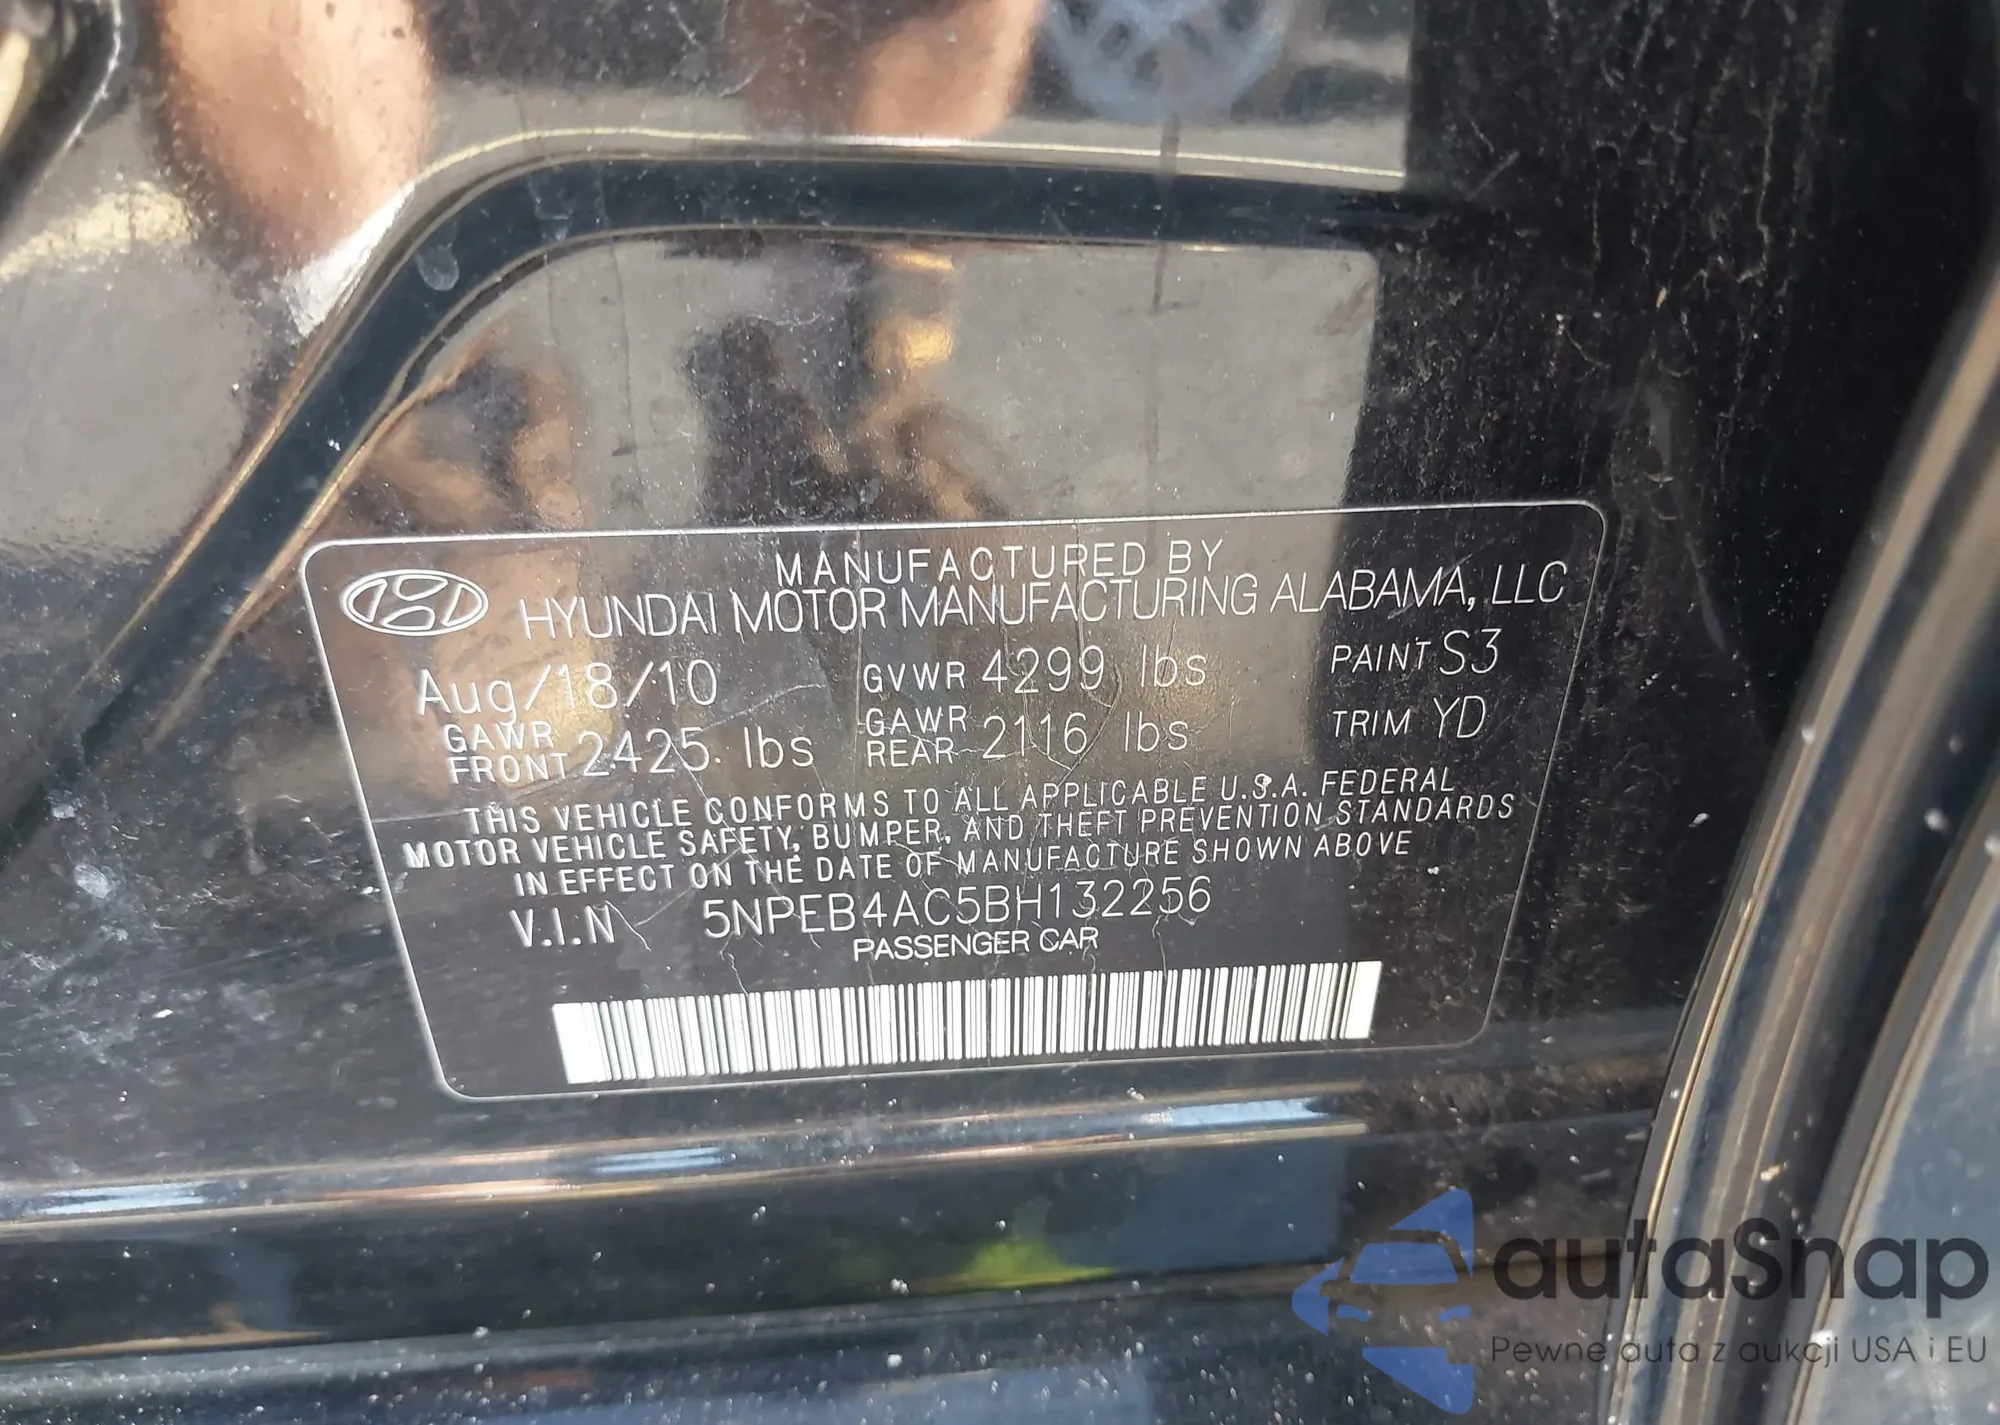 MANUFACTURED BY
HYUNDAI MOTOR MANUFACTURING ALABAMA, LLC
Aug/18/10 GVWR 4299 lbs PAINT S3
GAWR FRONT 2425 lbs GAWR REAR 2116 lbs TRIM YD
THIS VEHICLE CONFORMS TO ALL APPLICABLE U.S.A. FEDERAL
MOTOR VEHICLE SAFETY, BUMPER, AND THEFT PREVENTION STANDARDS
IN EFFECT ON THE DATE OF MANUFACTURE SHOWN ABOVE
V.I.N 5NPEB4AC5BH132256
PASSENGER CAR
autaSnap
Pewne auta z aukcji USA i EU